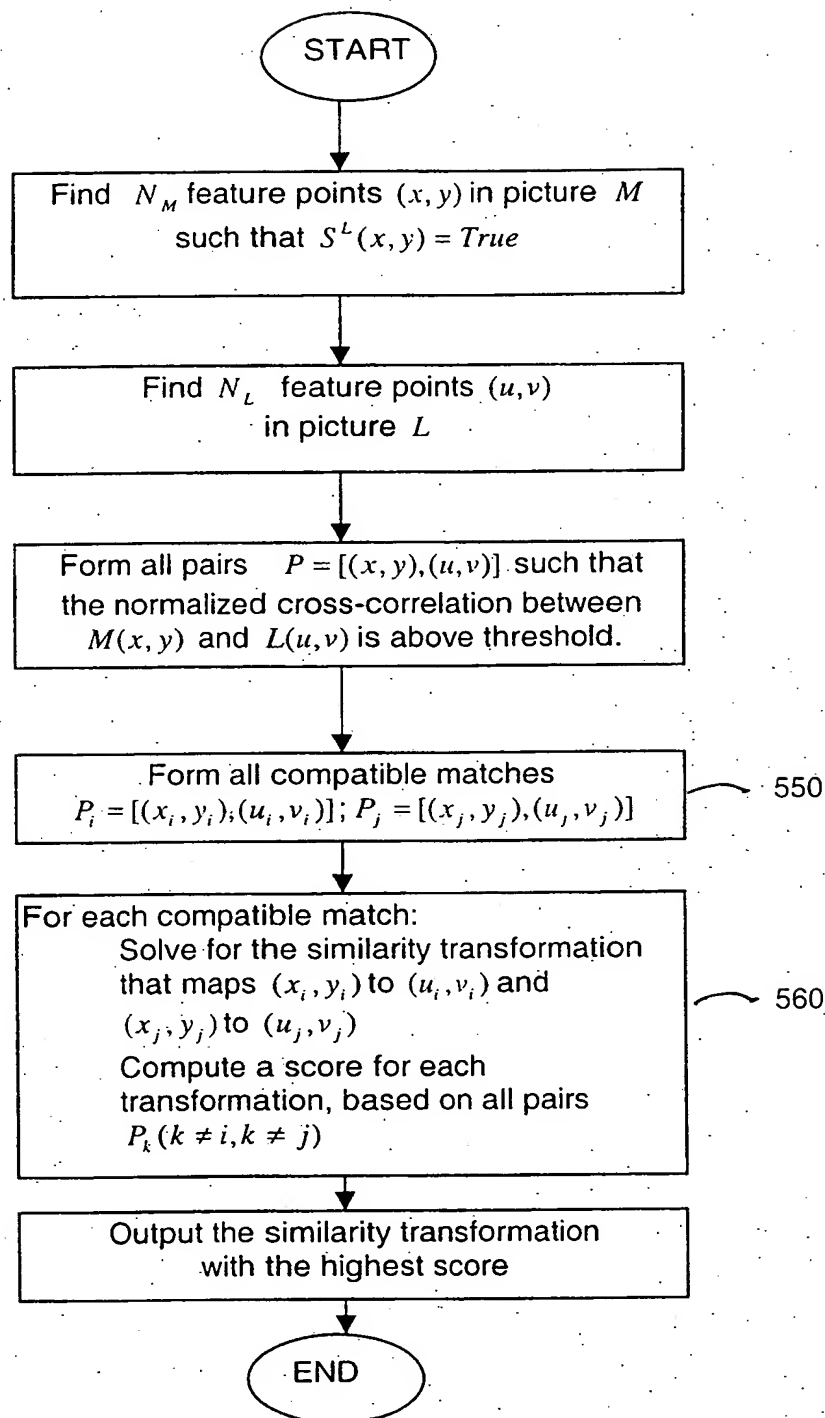 START
Find N_M feature points (x, y) in picture M
such that S^L(x, y) = True
Find N_L feature points (u, v)
in picture L
Form all pairs P = [(x, y),(u, v)] such that
the normalized cross-correlation between
M(x, y) and L(u, v) is above threshold.
Form all compatible matches
P_i = [(x_i, y_i),(u_i, v_i)]; P_j = [(x_j, y_j),(u_j, v_j)]
550
For each compatible match:
Solve for the similarity transformation
that maps (x_i, y_i) to (u_i, v_i) and
(x_j, y_j) to (u_j, v_j)
560
Compute a score for each
transformation, based on all pairs
P_k (k ≠ i, k ≠ j)
Output the similarity transformation
with the highest score
END